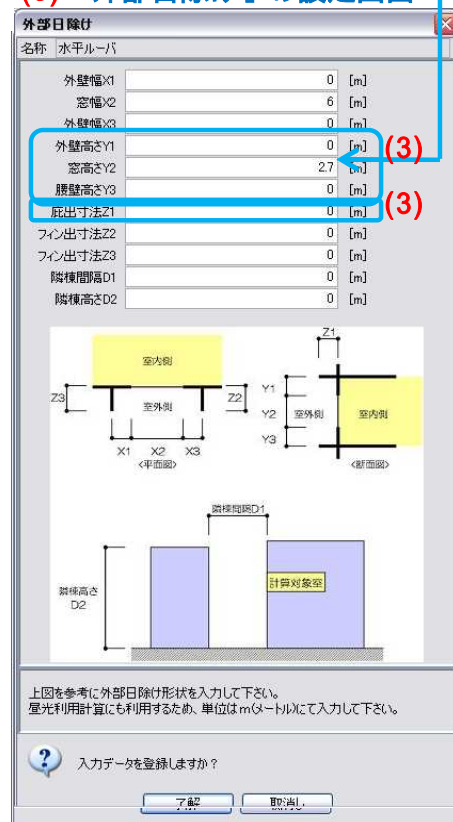 外部日除け
名称 水平ルーバ
外壁幅X1 0 [m]
窓幅X2 6 [m]
外壁幅X3 0 [m]
外壁高さY1 0 [m] (3)
窓高さY2 2.7 [m]
腰壁高さY3 0 [m]
庇出寸法Z1 0 [m] (3)
フィン出寸法Z2 0 [m]
フィン出寸法Z3 0 [m]
隣棟間隔D1 0 [m]
隣棟高さD2 0 [m]
室内側
Z3
室外側
Z2
X1 X2 X3
<平面図>
Z1
Y1
Y2 室外側 室内側
Y3
<断面図>
隣棟間隔D1
計算対象室
隣棟高さ
D2
上図を参考に外部日除け形状を入力して下さい。
昼光利用計算にも利用するため、単位はm(メートル)にて入力して下さい。
入力データを登録しますか?
了解 取消し